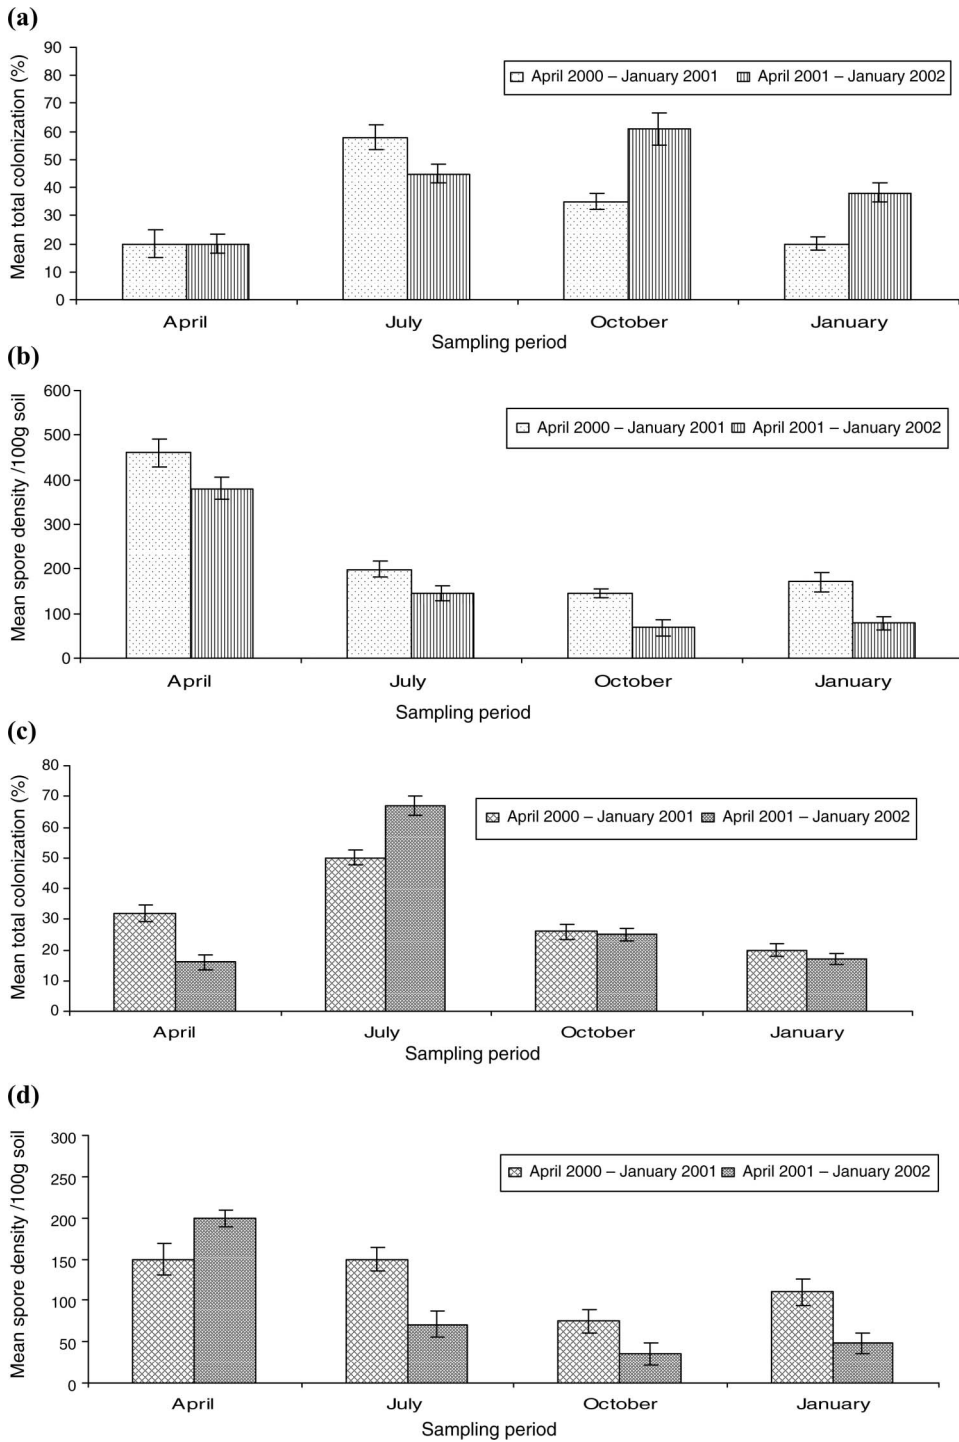 (a)
Mean total colonization (%)
90
80
70
60
50
40
30
20
10
0
April 2000 – January 2001 April 2001 – January 2002
April July October January
Sampling period
(b)
Mean spore density /100g soil
600
500
400
300
200
100
0
April 2000 – January 2001 April 2001 – January 2002
April July October January
Sampling period
(c)
Mean total colonization (%)
80
70
60
50
40
30
20
10
0
April 2000 – January 2001 April 2001 – January 2002
April July October January
Sampling period
(d)
Mean spore density /100g soil
300
250
200
150
100
50
0
April 2000 – January 2001 April 2001 – January 2002
April July October January
Sampling period